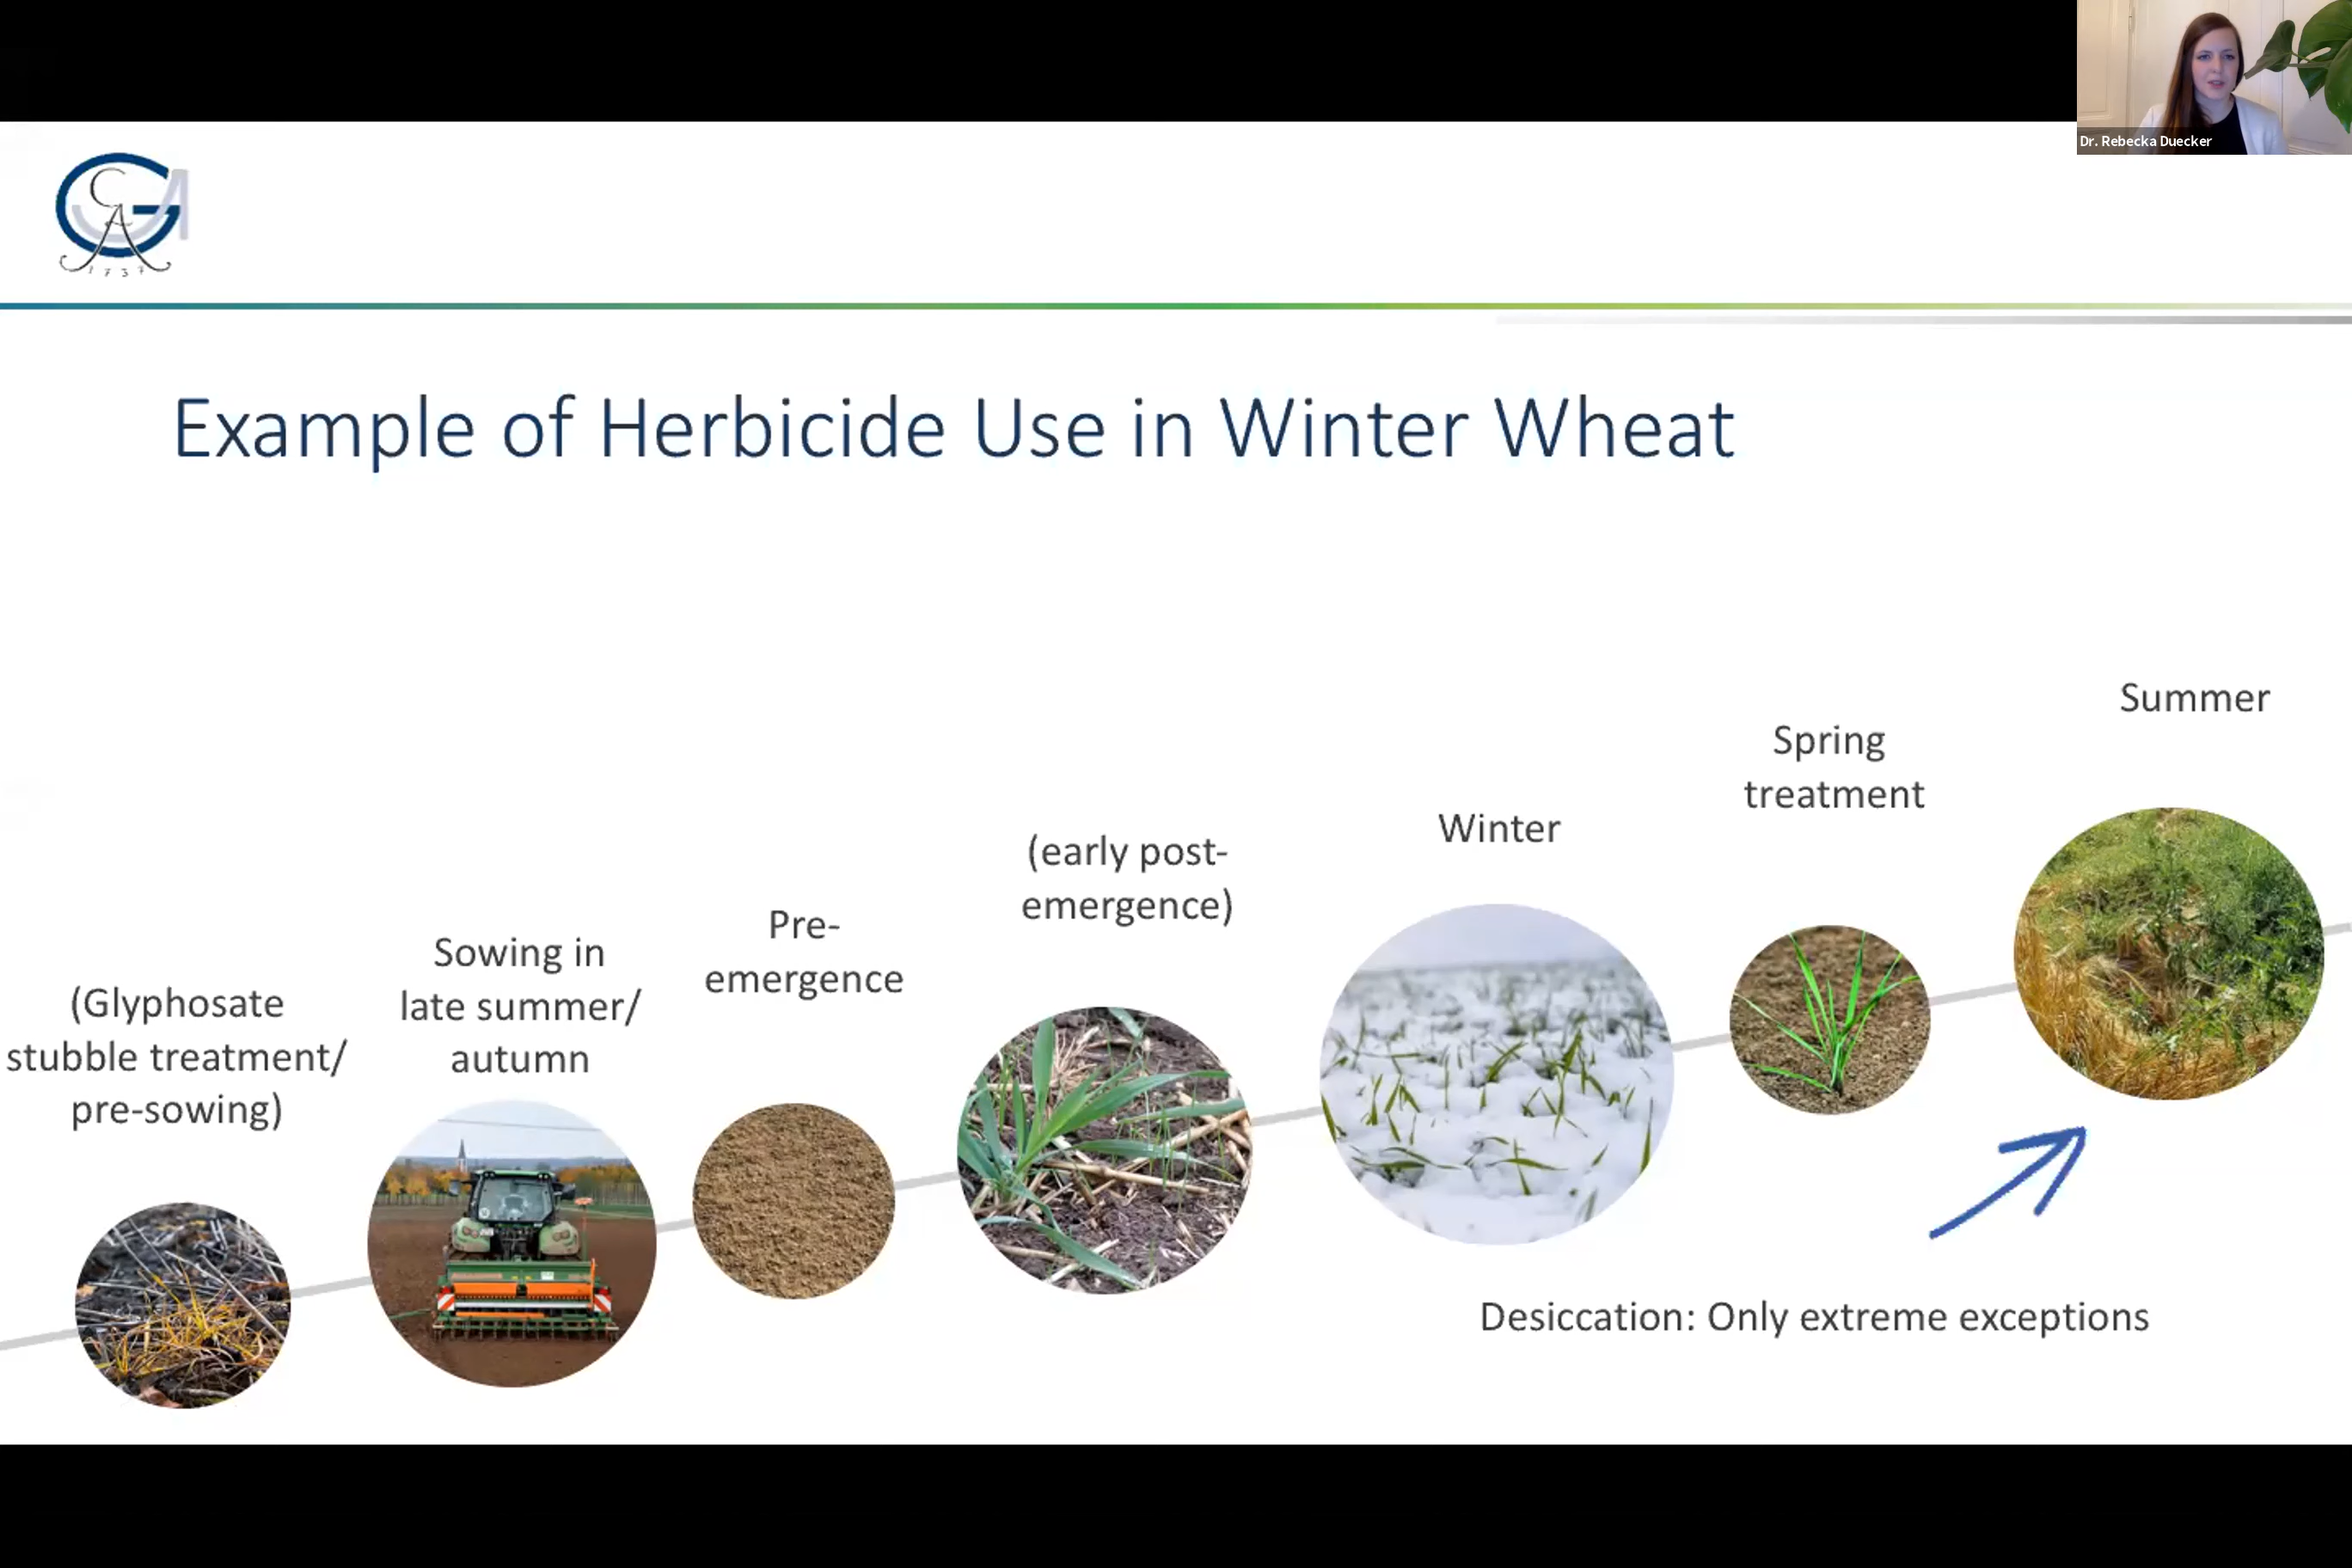 Dr. Rebecka Duecker
1737
Example of Herbicide Use in Winter Wheat
(Glyphosate
stubble treatment/
pre-sowing)
Sowing in
late summer/
autumn
Pre-
emergence
(early post-
emergence)
Winter
Spring
treatment
Summer
Desiccation: Only extreme exceptions